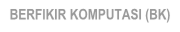 BERFIKIR KOMPUTASI (BK)